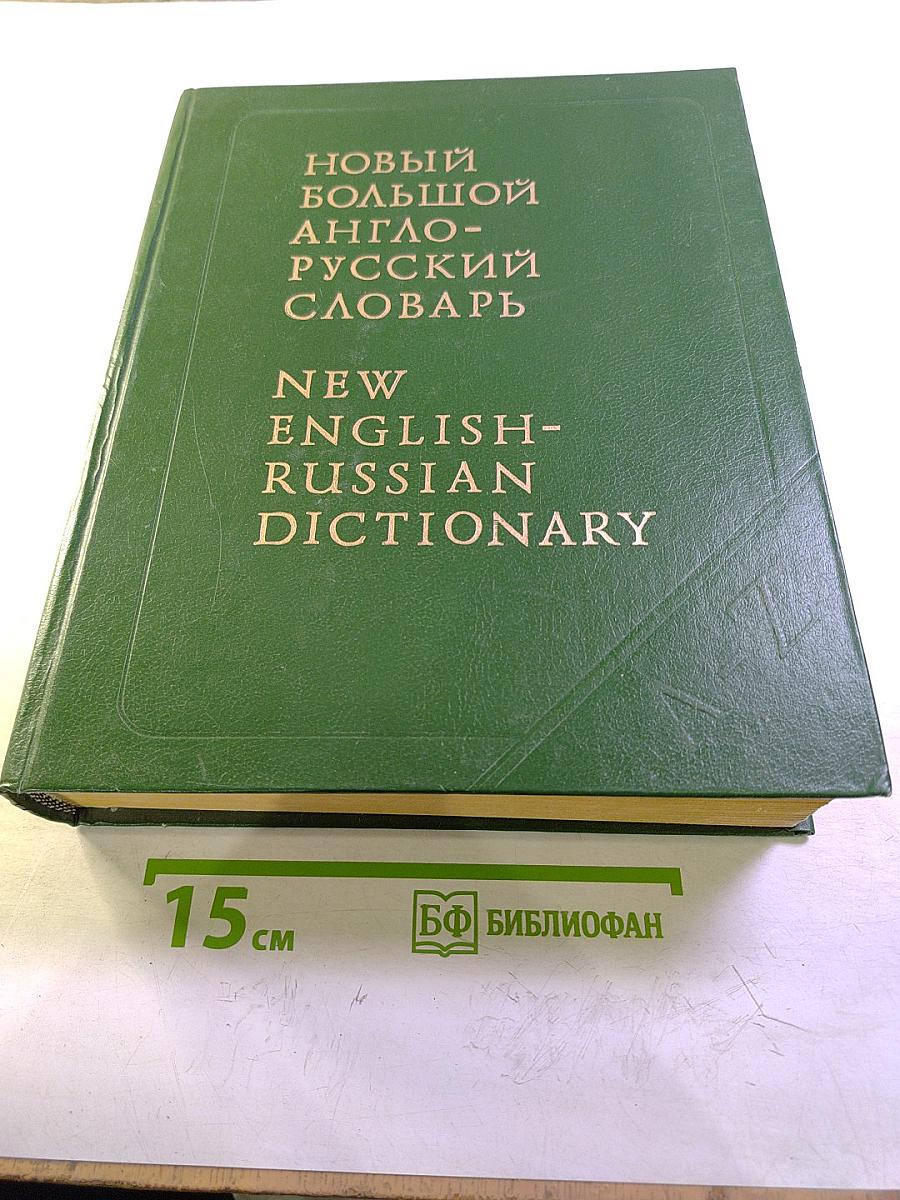 НОВЫЙ
БОЛЬШОЙ
АНГЛО-
РУССКИЙ
СЛОВАРЬ
NEW
ENGLISH-
RUSSIAN
DICTIONARY
A-Z
15 см
БФ БИБЛИОФАН